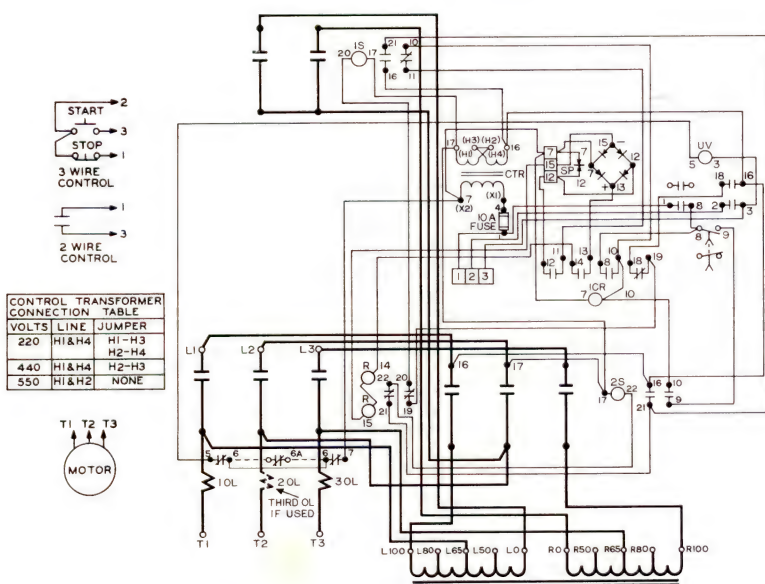 START
2
3
STOP
1
3 WIRE
CONTROL
1
3
2 WIRE
CONTROL
CONTROL TRANSFORMER
CONNECTION TABLE
VOLTS LINE JUMPER
220 H1&H4 H1-H3
H2-H4
440 H1&H4 H2-H3
550 H1&H2 NONE
T1 T2 T3
MOTOR
1S
20 17
21 10
16 11
17 (H3) (H2) 16
(H1) (H4)
CTR
7 (X1)
(X2) 4
10 A
FUSE
1
1 2 3
7 7
15 SP
12 12
15 −
7 12
+ 13
UV
5 3
18 16
1 8 2 3
8 9
11 13 10 19
12 14 8 18
1CR
7 10
L1 L2 L3
R 14
22 20
R 21 19
15
16 17
2S
17 22
16 10
21 9
5 6 6A 6 7
1OL 2OL 3OL
THIRD OL
IF USED
T1 T2 T3
L100 L80 L65 L50 L0 R0 R50 R65 R80 R100